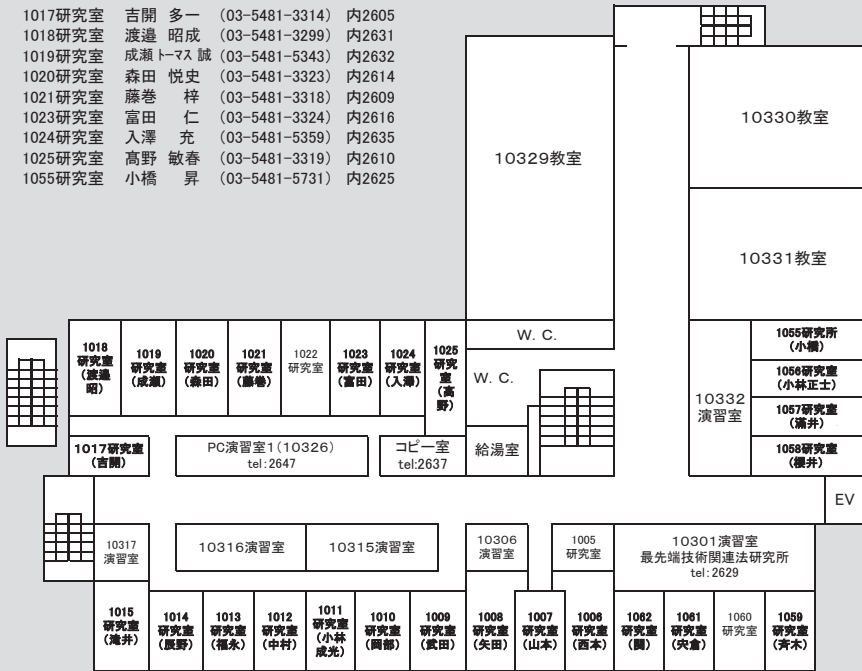 1017研究室 吉開 多一 (03-5481-3314) 内2605
1018研究室 渡邉 昭成 (03-5481-3299) 内2631
1019研究室 成瀬 トーマス 誠 (03-5481-5343) 内2632
1020研究室 森田 悦史 (03-5481-3323) 内2614
1021研究室 藤巻 梓 (03-5481-3318) 内2609
1023研究室 富田 仁 (03-5481-3324) 内2616
1024研究室 入澤 充 (03-5481-5359) 内2635
1025研究室 髙野 敏春 (03-5481-3319) 内2610
1055研究室 小橋 昇 (03-5481-5731) 内2625
10329教室
10330教室
10331教室
W. C.
1018
研究室
(渡邉
昭)
1019
研究室
(成瀬)
1020
研究室
(森田)
1021
研究室
(藤巻)
1022
研究室
1023
研究室
(富田)
1024
研究室
(入澤)
1025
研究
室
(高
野)
W. C.
10332
演習室
1055研究所
(小橋)
1056研究室
(小林正士)
1057研究室
(満井)
1058研究室
(櫻井)
1017研究室
(吉開)
PC演習室1(10326)
tel:2647
コピー室
tel:2637
給湯室
EV
10317
演習室
10316演習室
10315演習室
10306
演習室
1005
研究室
10301演習室
最先端技術関連法研究所
tel:2629
1015
研究室
(滝井)
1014
研究室
(辰野)
1013
研究室
(福永)
1012
研究室
(中村)
1011
研究室
(小林
成光)
1010
研究室
(岡部)
1009
研究室
(武田)
1008
研究室
(矢田)
1007
研究室
(山本)
1006
研究室
(西本)
1062
研究室
(関)
1061
研究室
(宍倉)
1060
研究室
1059
研究室
(斉木)